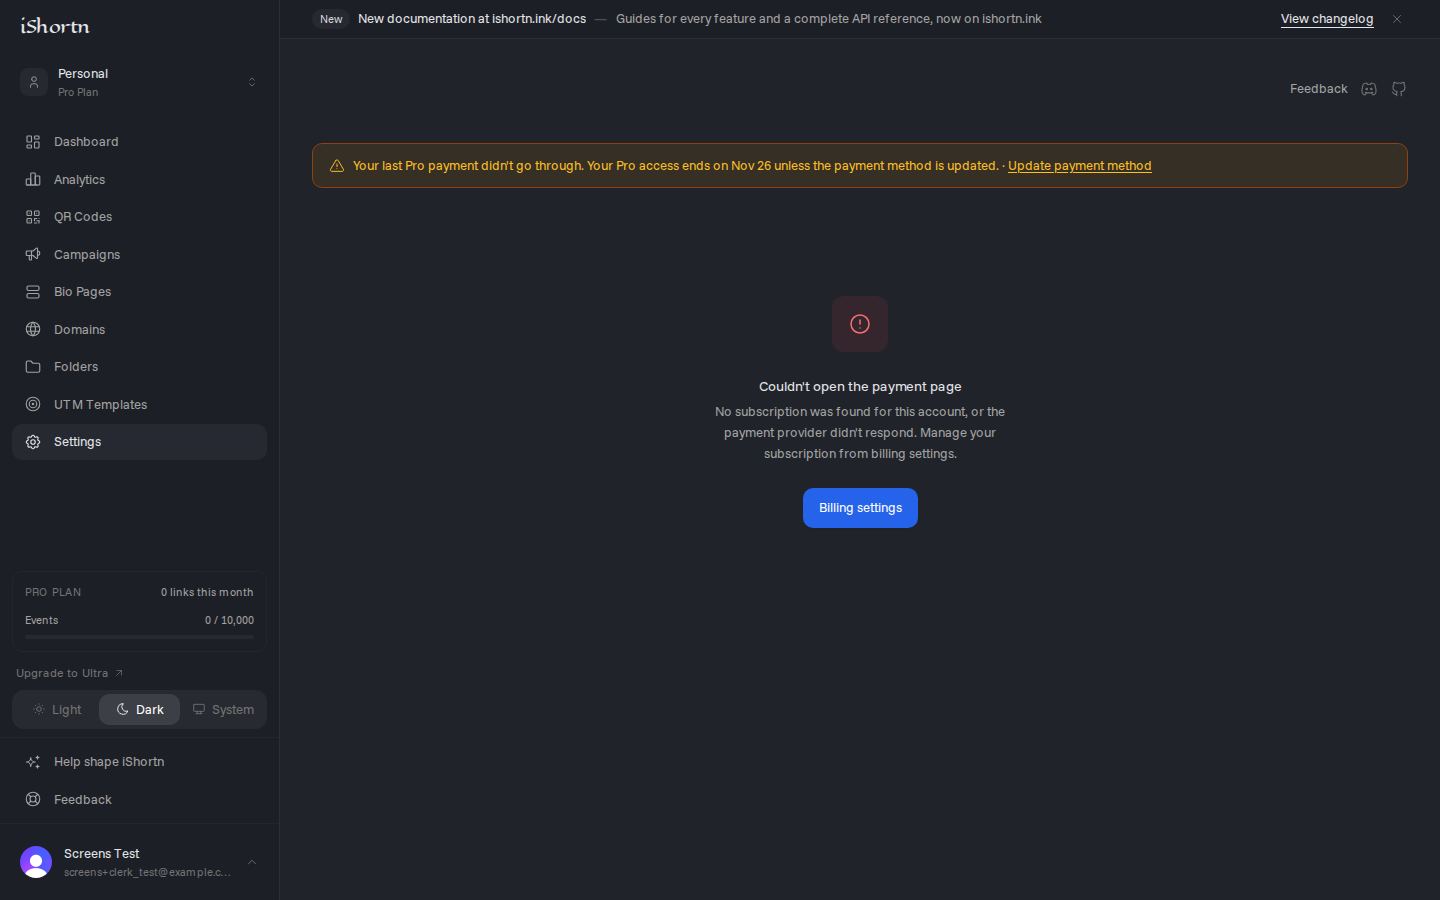 iShortn
New
New documentation at ishortn.ink/docs — Guides for every feature and a complete API reference, now on ishortn.ink
View changelog
Personal
Pro Plan
Feedback
Dashboard
Analytics
QR Codes
Campaigns
Bio Pages
Domains
Folders
UTM Templates
Settings
Your last Pro payment didn't go through. Your Pro access ends on Nov 26 unless the payment method is updated. · Update payment method
Couldn't open the payment page
No subscription was found for this account, or the
payment provider didn't respond. Manage your
subscription from billing settings.
Billing settings
PRO PLAN
0 links this month
Events
0 / 10,000
Upgrade to Ultra
Light
Dark
System
Help shape iShortn
Feedback
Screens Test
screens+clerk_test@example.c...